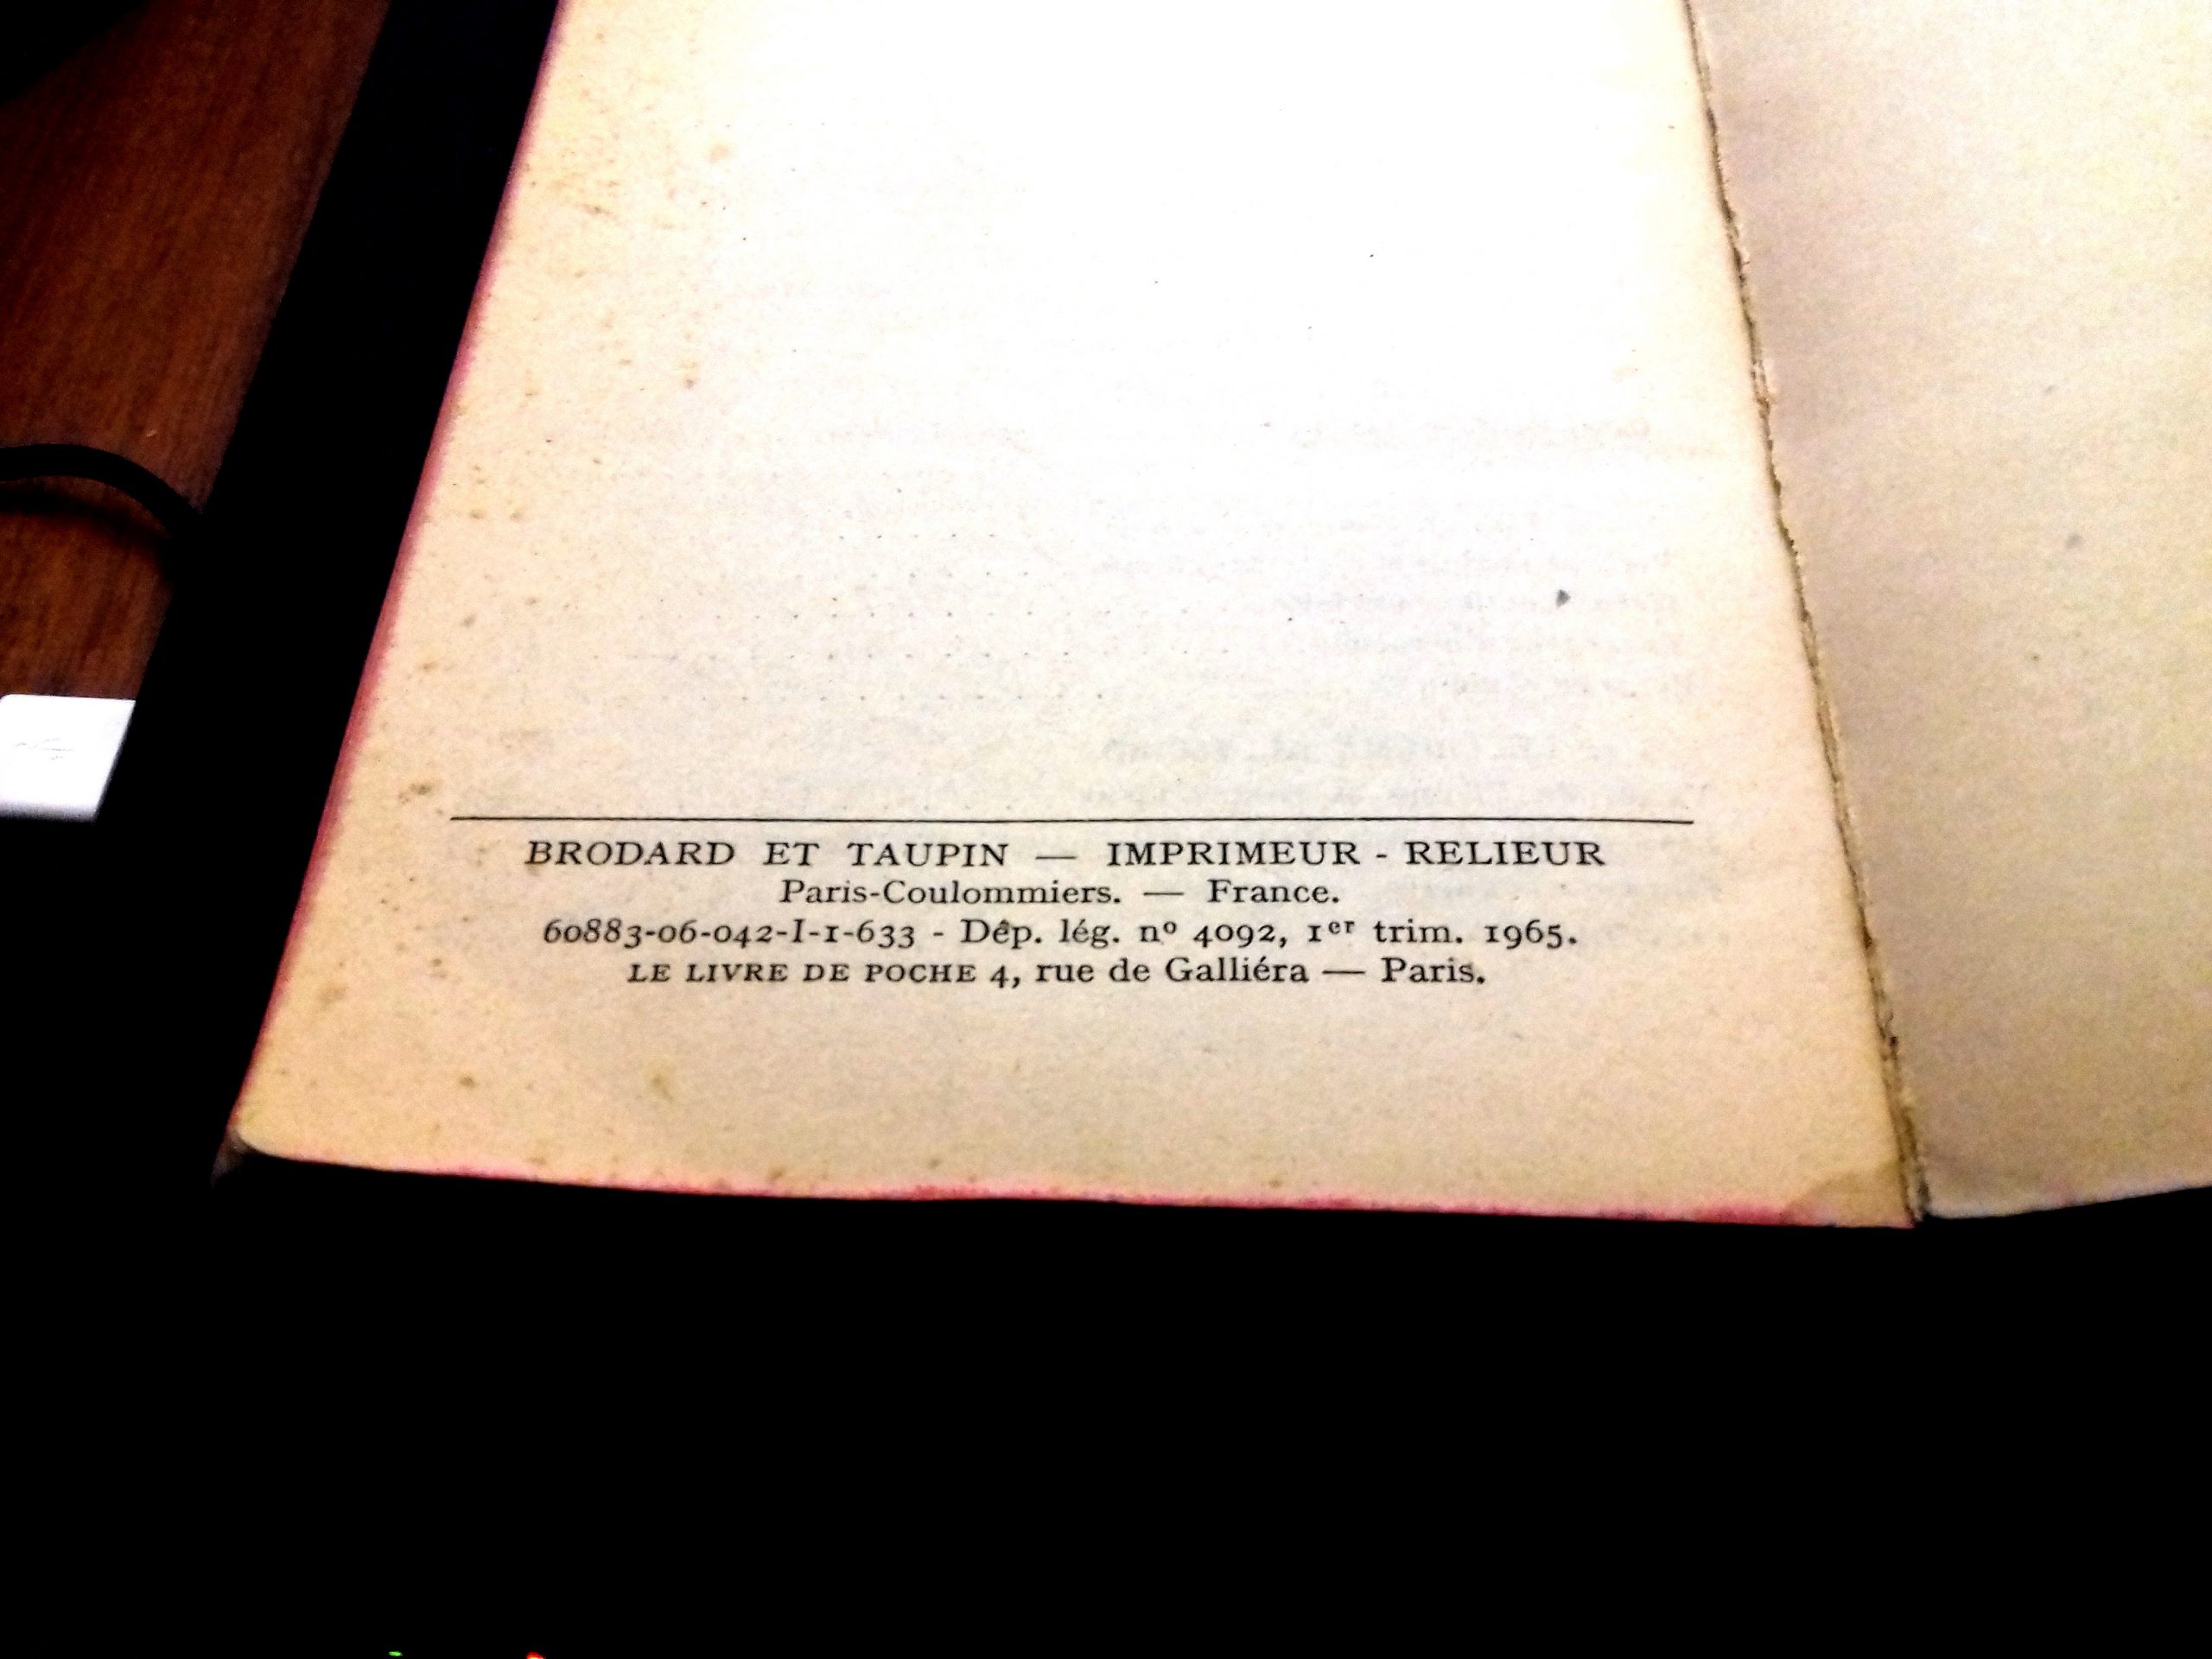 BRODARD ET TAUPIN — IMPRIMEUR - RELIEUR
Paris-Coulommiers. — France.
60883-06-042-I-1-633 - Dép. lég. nº 4092, 1er trim. 1965.
LE LIVRE DE POCHE 4, rue de Galliéra — Paris.